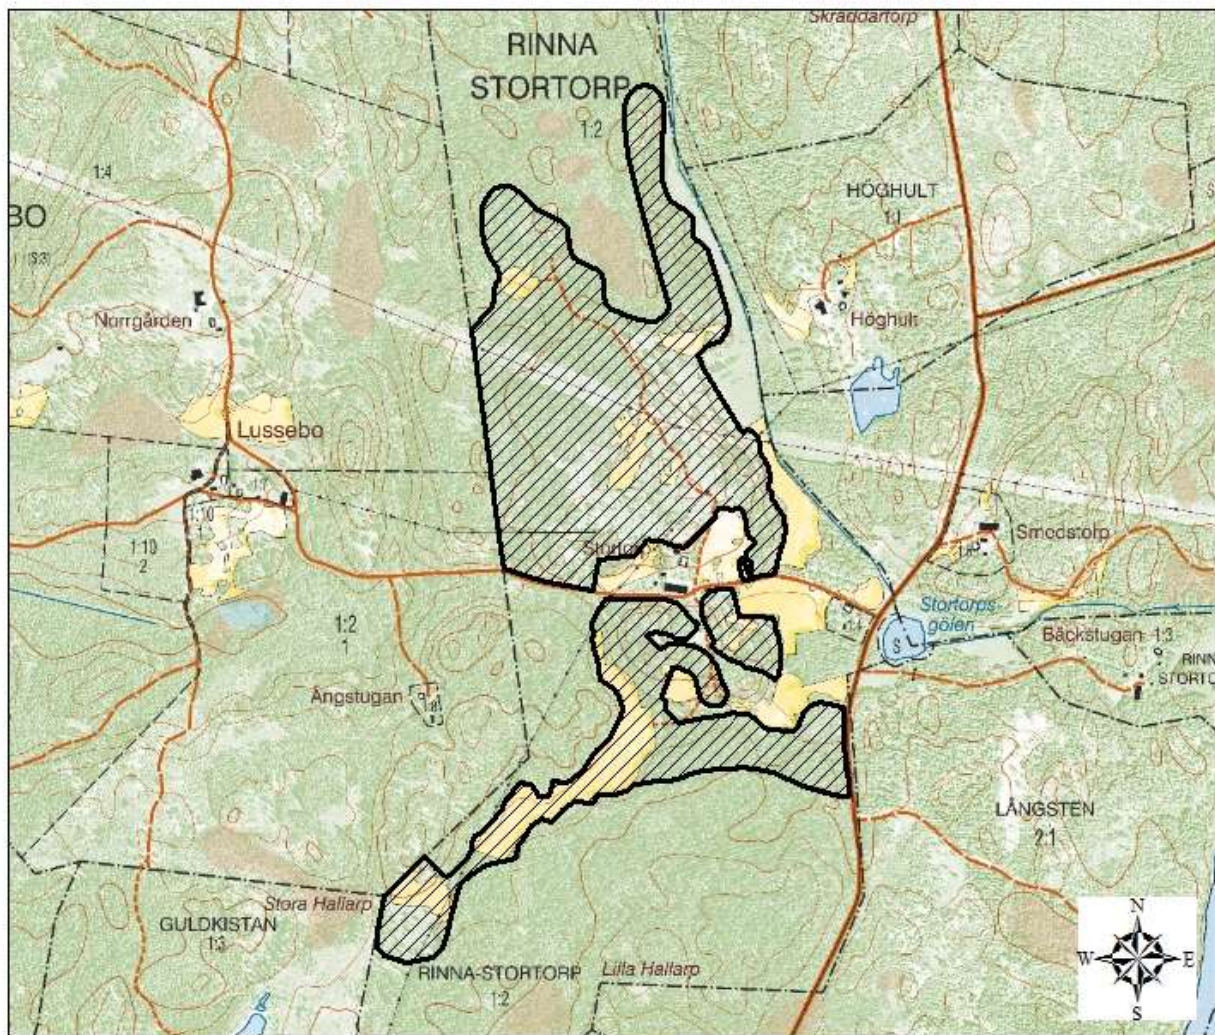 Skräddartorp
RINNA
STORTORP
1:2
1:4
HÖGHULT
1:1
BO
Norrgården
Höghult
Lussebo
1:10
1:10
2
Stortorp
Smedstorp
1:2
1
Stortorps-
gölen
S L
Bäckstugan 1:3
RINN
STORTO
Ängstugan
LÅNGSTEN
2:1
Stora Hallarp
GULDKISTAN
1:3
RINNA-STORTORP
1:2
Lilla Hallarp
N
W
E
S